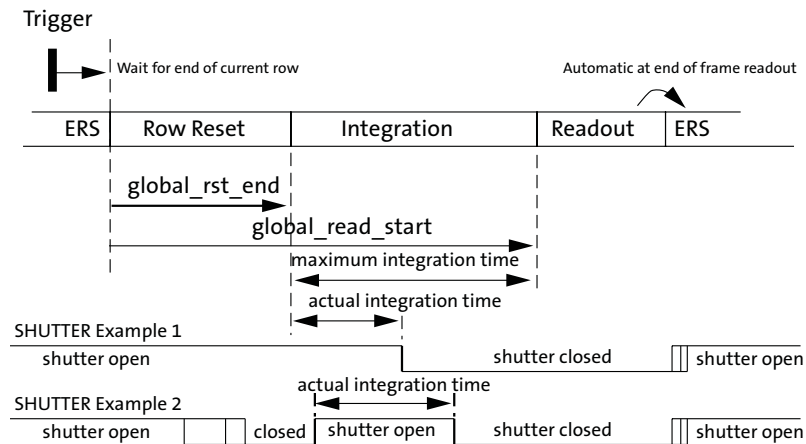 Trigger
Wait for end of current row
Automatic at end of frame readout
ERS Row Reset Integration Readout ERS
global_rst_end
global_read_start
maximum integration time
actual integration time
SHUTTER Example 1
shutter open shutter closed shutter open
actual integration time
SHUTTER Example 2
shutter open closed shutter open shutter closed shutter open